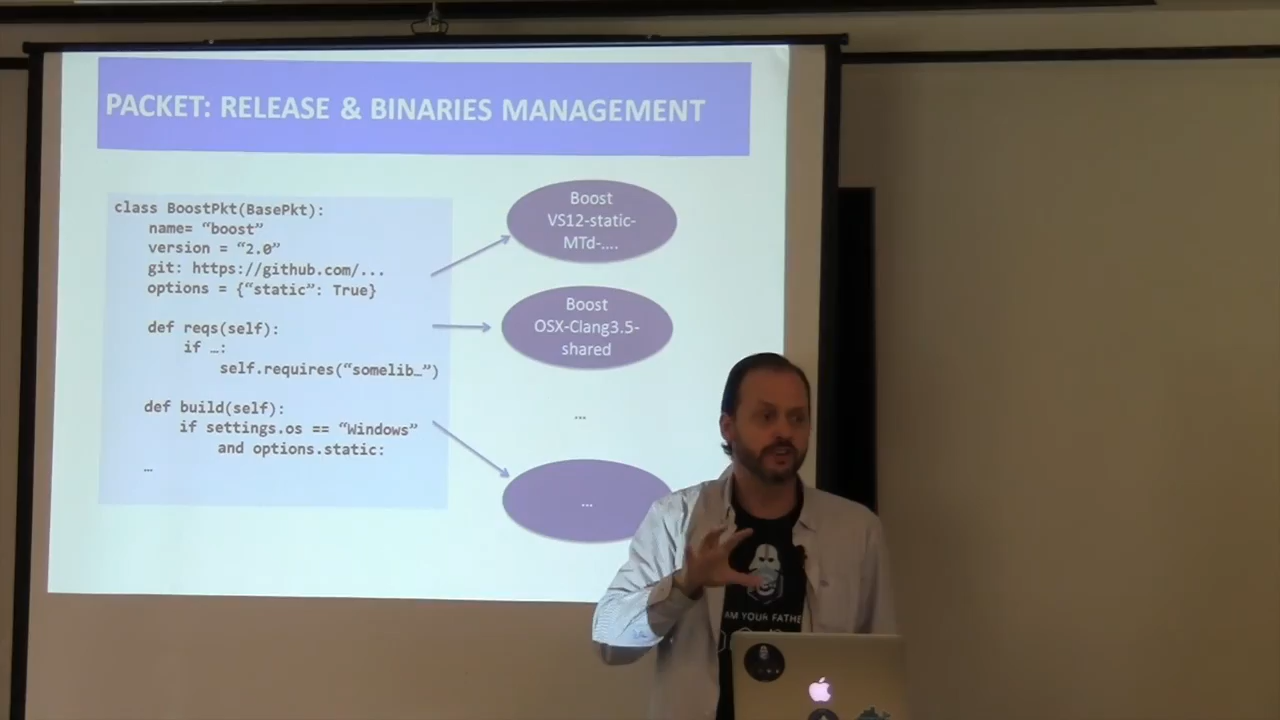 PACKET: RELEASE & BINARIES MANAGEMENT
class BoostPkt(BasePkt):
name= “boost”
version = “2.0”
git: https://github.com/...
options = {“static”: True}
def reqs(self):
if …:
self.requires(“somelib…”)
def build(self):
if settings.os == “Windows”
and options.static:
…
Boost
VS12-static-
MTd-....
Boost
OSX-Clang3.5-
shared
...
...
AM YOUR FATHE